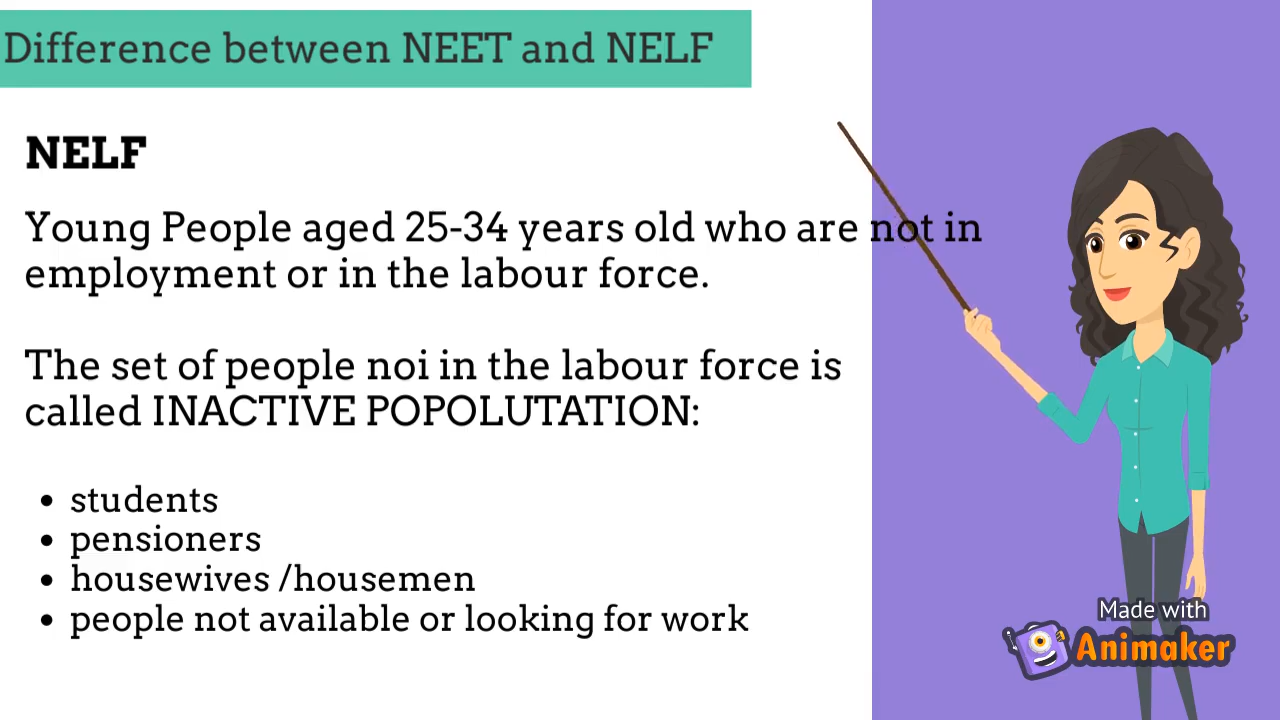 Difference between NEET and NELF
NELF
Young People aged 25-34 years old who are not in
employment or in the labour force.
The set of people noi in the labour force is
called INACTIVE POPOLUTATION:
• students
• pensioners
• housewives /housemen
• people not available or looking for work
Made with
Animaker